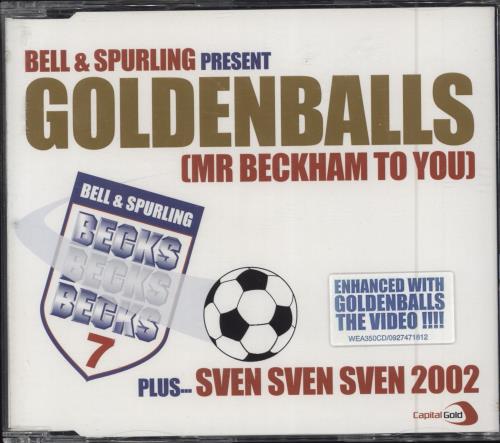 BELL & SPURLING PRESENT
GOLDENBALLS
(MR BECKHAM TO YOU)
BELL & SPURLING
BECKS
BECKS
BECKS
7
ENHANCED WITH
GOLDENBALLS
THE VIDEO !!!!
WEA350CD/0927471812
PLUS... SVEN SVEN SVEN 2002
Capital Gold